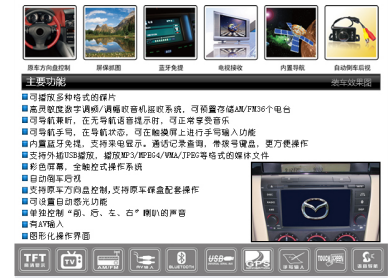 原车方向盘控制 屏保抓图 蓝牙免提 电视接收 内置导航 自动倒车后视
主要功能 装车效果图
可播放多种格式的碟片
高灵敏度数字调频/调幅收音机接收系统，可预置存储AM/FM36个电台
可导航兼听，在无导航语音提示时，可正常享受音乐
可导航手写，在导航状态，可在触摸屏上进行手写输入功能
内置蓝牙免提，支持来电显示。通话记录查询，带拨号键盘，更方便操作
支持外插USB播放，播放MP3/MPEG4/WMA/JPEG等格式的媒体文件
彩色屏幕，全触控式操作系统
自动倒车后视
支持原车方向盘控制，支持原车碟盒配套操作
可设置自动感光功能
单独控制“前、后、左、右”喇叭的声音
有AV输入
图形化操作界面
TFT TV AM/FM BLUETOOTH USB GPS TOUCH SCREEN